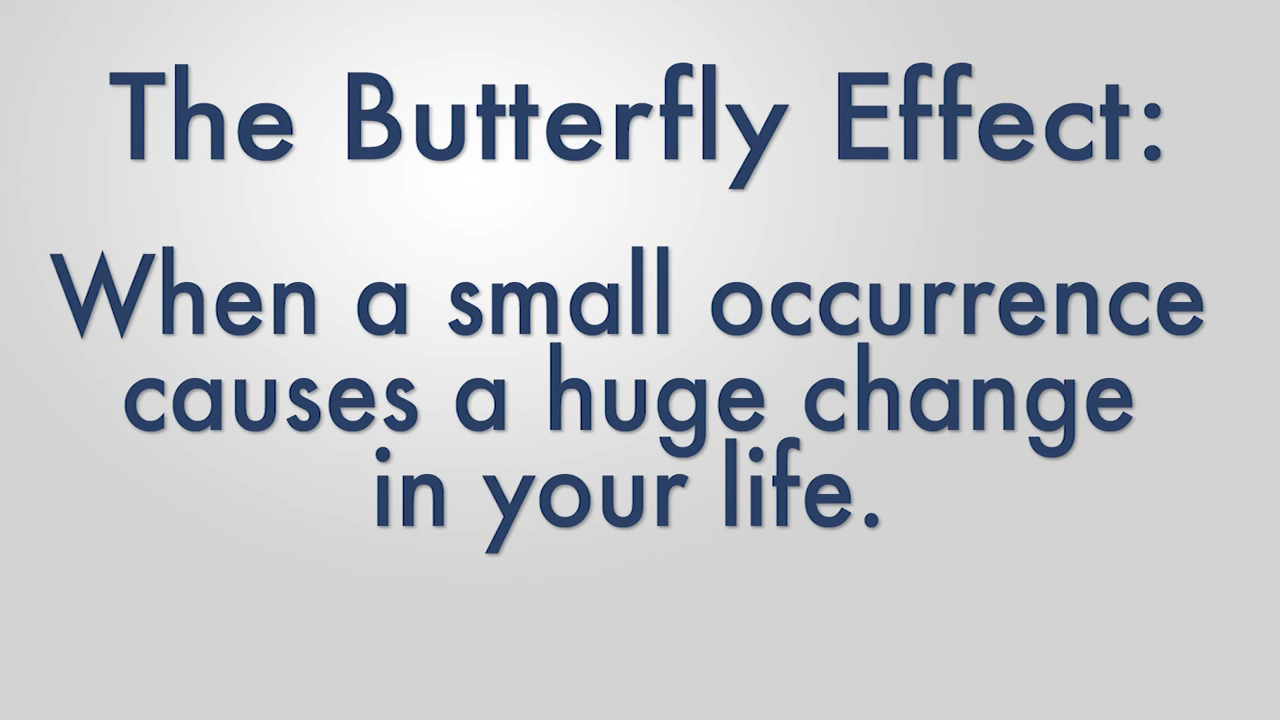 The Butterfly Effect:
When a small occurrence
causes a huge change
in your life.